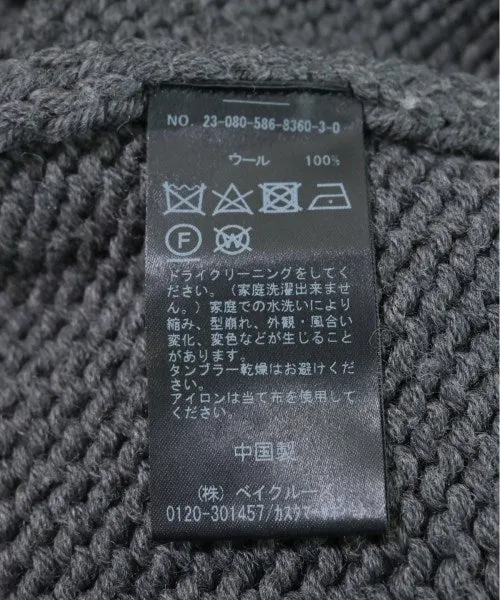 NO. 23-080-586-8360-3-0
ウール 100%
F
W
ドライクリーニングをしてく
ださい。（家庭洗濯出来ませ
ん。）家庭での水洗いにより
縮み、型崩れ、外観・風合い
変化、変色などが生じること
があります。
タンブラー乾燥はお避けくだ
さい。
アイロンは当て布を使用して
ください。
中国製
（株）ベイクルーズ
0120-301457/カスタマー